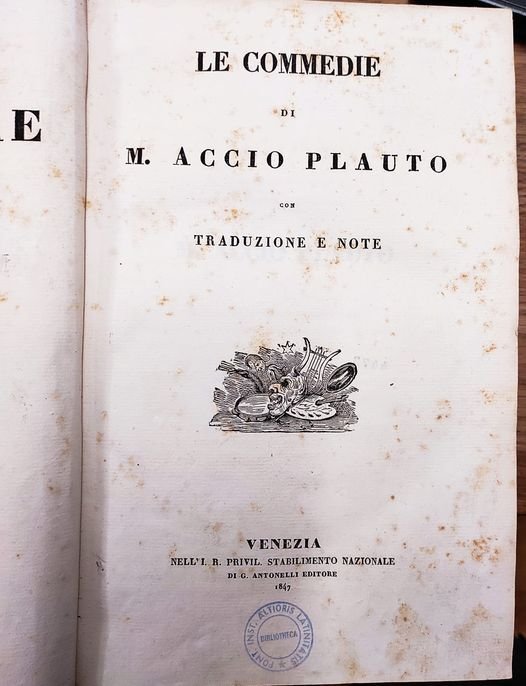 Æ E
LE COMMEDIE
DI
M. ACCIO PLAUTO
CON
TRADUZIONE E NOTE
VENEZIA
NELL' I. R. PRIVIL. STABILIMENTO NAZIONALE
DI G. ANTONELLI EDITORE
1847
PONT. INST. ALTIORIS LATINITATIS
BIBLIOTHECA